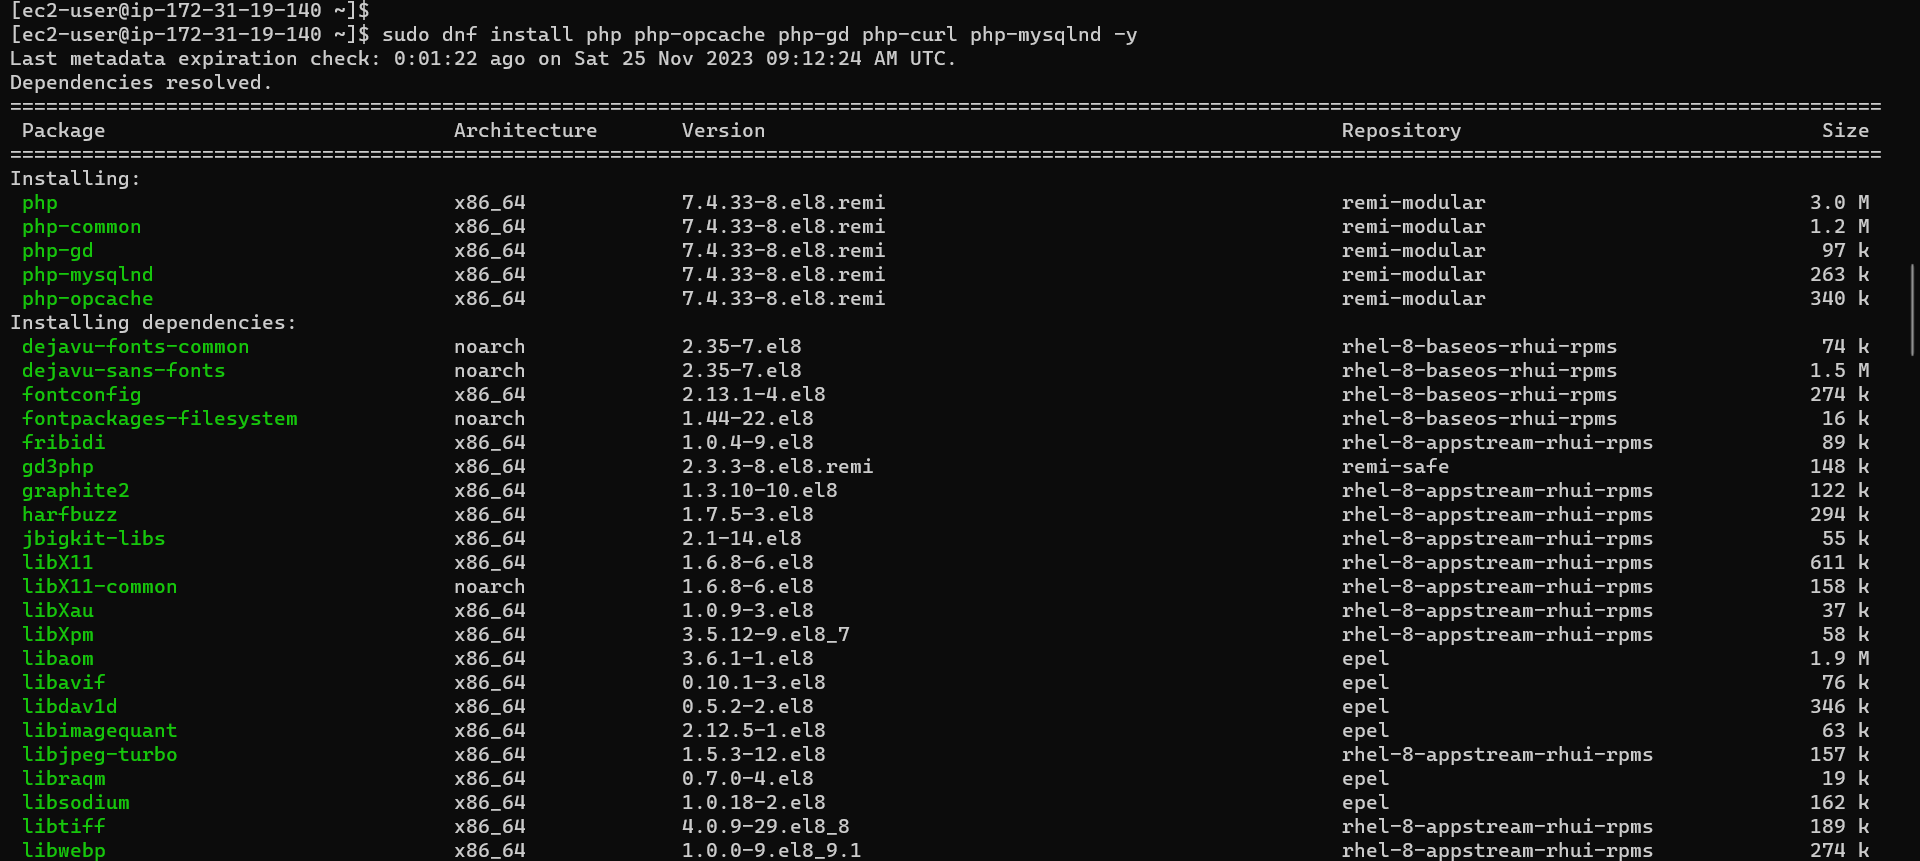 [ec2-user@ip-172-31-19-140 ~]$
[ec2-user@ip-172-31-19-140 ~]$ sudo dnf install php php-opcache php-gd php-curl php-mysqlnd -y
Last metadata expiration check: 0:01:22 ago on Sat 25 Nov 2023 09:12:24 AM UTC.
Dependencies resolved.
============================================================================================================================================================
Package Architecture Version Repository Size
============================================================================================================================================================
Installing:
php x86_64 7.4.33-8.el8.remi remi-modular 3.0 M
php-common x86_64 7.4.33-8.el8.remi remi-modular 1.2 M
php-gd x86_64 7.4.33-8.el8.remi remi-modular 97 k
php-mysqlnd x86_64 7.4.33-8.el8.remi remi-modular 263 k
php-opcache x86_64 7.4.33-8.el8.remi remi-modular 340 k
Installing dependencies:
dejavu-fonts-common noarch 2.35-7.el8 rhel-8-baseos-rhui-rpms 74 k
dejavu-sans-fonts noarch 2.35-7.el8 rhel-8-baseos-rhui-rpms 1.5 M
fontconfig x86_64 2.13.1-4.el8 rhel-8-baseos-rhui-rpms 274 k
fontpackages-filesystem noarch 1.44-22.el8 rhel-8-baseos-rhui-rpms 16 k
fribidi x86_64 1.0.4-9.el8 rhel-8-appstream-rhui-rpms 89 k
gd3php x86_64 2.3.3-8.el8.remi remi-safe 148 k
graphite2 x86_64 1.3.10-10.el8 rhel-8-appstream-rhui-rpms 122 k
harfbuzz x86_64 1.7.5-3.el8 rhel-8-appstream-rhui-rpms 294 k
jbigkit-libs x86_64 2.1-14.el8 rhel-8-appstream-rhui-rpms 55 k
libX11 x86_64 1.6.8-6.el8 rhel-8-appstream-rhui-rpms 611 k
libX11-common noarch 1.6.8-6.el8 rhel-8-appstream-rhui-rpms 158 k
libXau x86_64 1.0.9-3.el8 rhel-8-appstream-rhui-rpms 37 k
libXpm x86_64 3.5.12-9.el8_7 rhel-8-appstream-rhui-rpms 58 k
libaom x86_64 3.6.1-1.el8 epel 1.9 M
libavif x86_64 0.10.1-3.el8 epel 76 k
libdav1d x86_64 0.5.2-2.el8 epel 346 k
libimagequant x86_64 2.12.5-1.el8 epel 63 k
libjpeg-turbo x86_64 1.5.3-12.el8 rhel-8-appstream-rhui-rpms 157 k
libraqm x86_64 0.7.0-4.el8 epel 19 k
libsodium x86_64 1.0.18-2.el8 epel 162 k
libtiff x86_64 4.0.9-29.el8_8 rhel-8-appstream-rhui-rpms 189 k
libwebp x86_64 1.0.0-9.el8_9.1 rhel-8-appstream-rhui-rpms 274 k